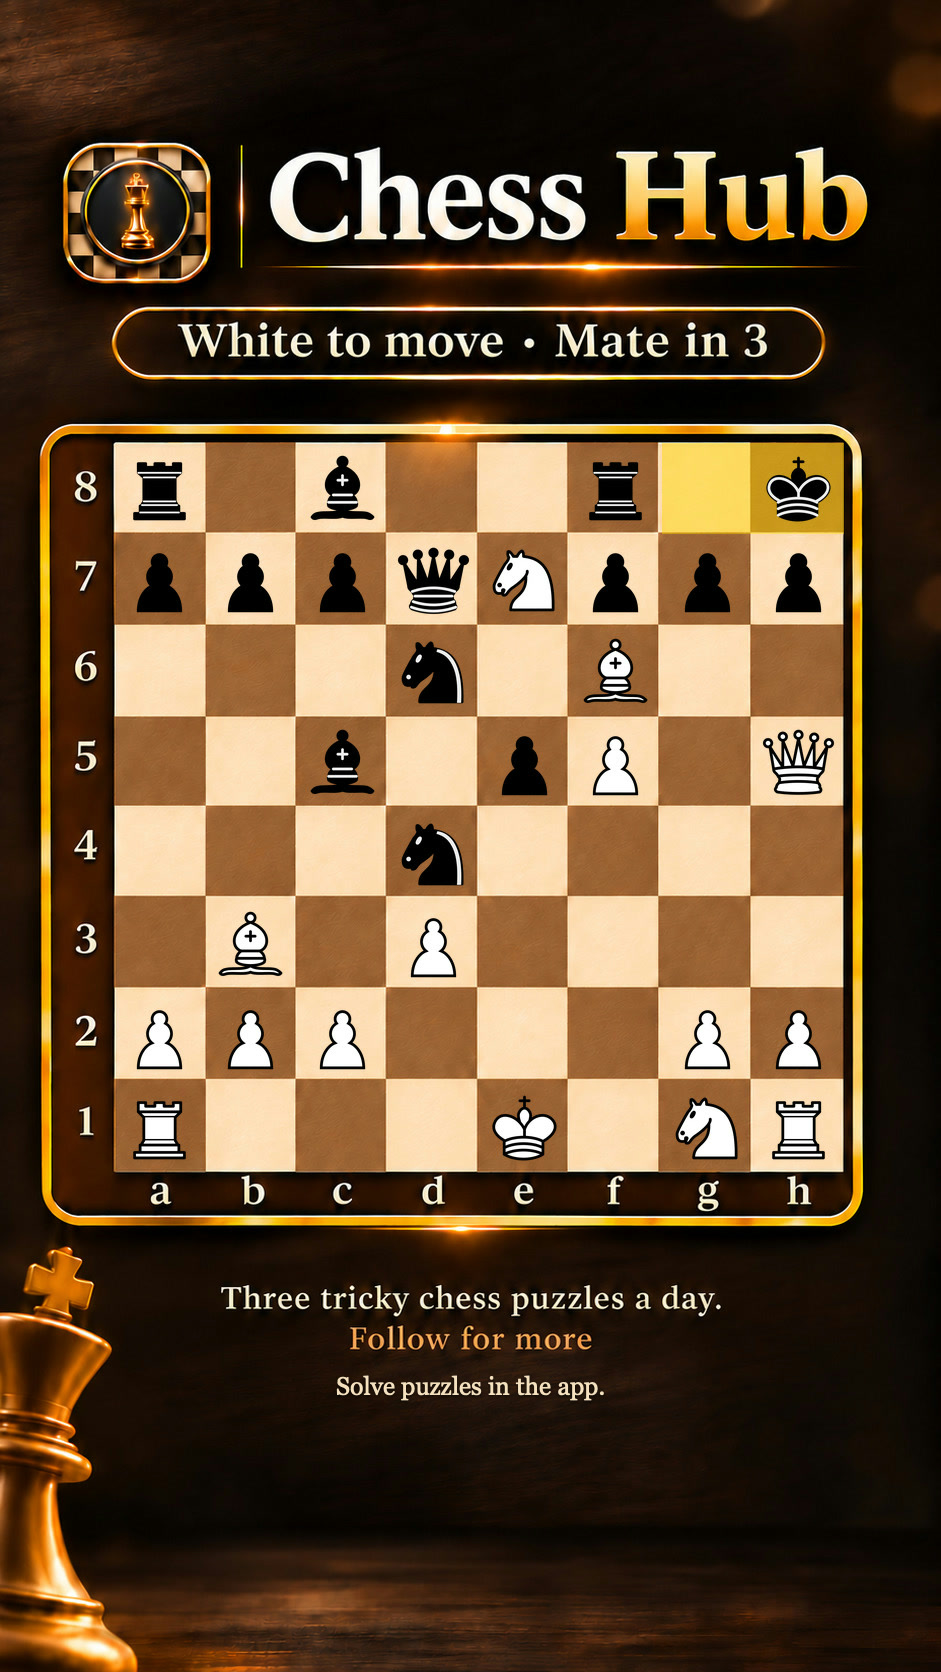 Chess Hub
White to move • Mate in 3
8
7
6
5
4
3
2
1
a b c d e f g h
Three tricky chess puzzles a day.
Follow for more
Solve puzzles in the app.